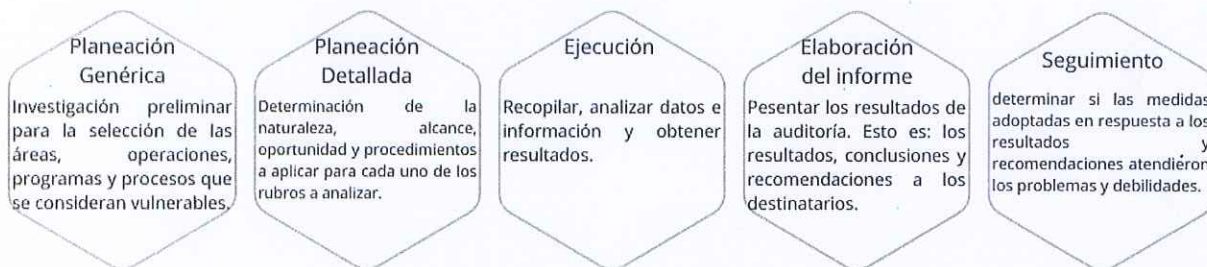 Planeación
Genérica
Investigación preliminar
para la selección de las
áreas, operaciones,
programas y procesos que
se consideran vulnerables.
Planeación
Detallada
Determinación de la
naturaleza, alcance,
oportunidad y procedimientos
a aplicar para cada uno de los
rubros a analizar.
Ejecución
Recopilar, analizar datos e
información y obtener
resultados.
Elaboración
del informe
Pesentar los resultados de
la auditoría. Esto es: los
resultados, conclusiones y
recomendaciones a los
destinatarios.
Seguimiento
determinar si las medidas
adoptadas en respuesta a los
resultados y
recomendaciones atendieron
los problemas y debilidades.